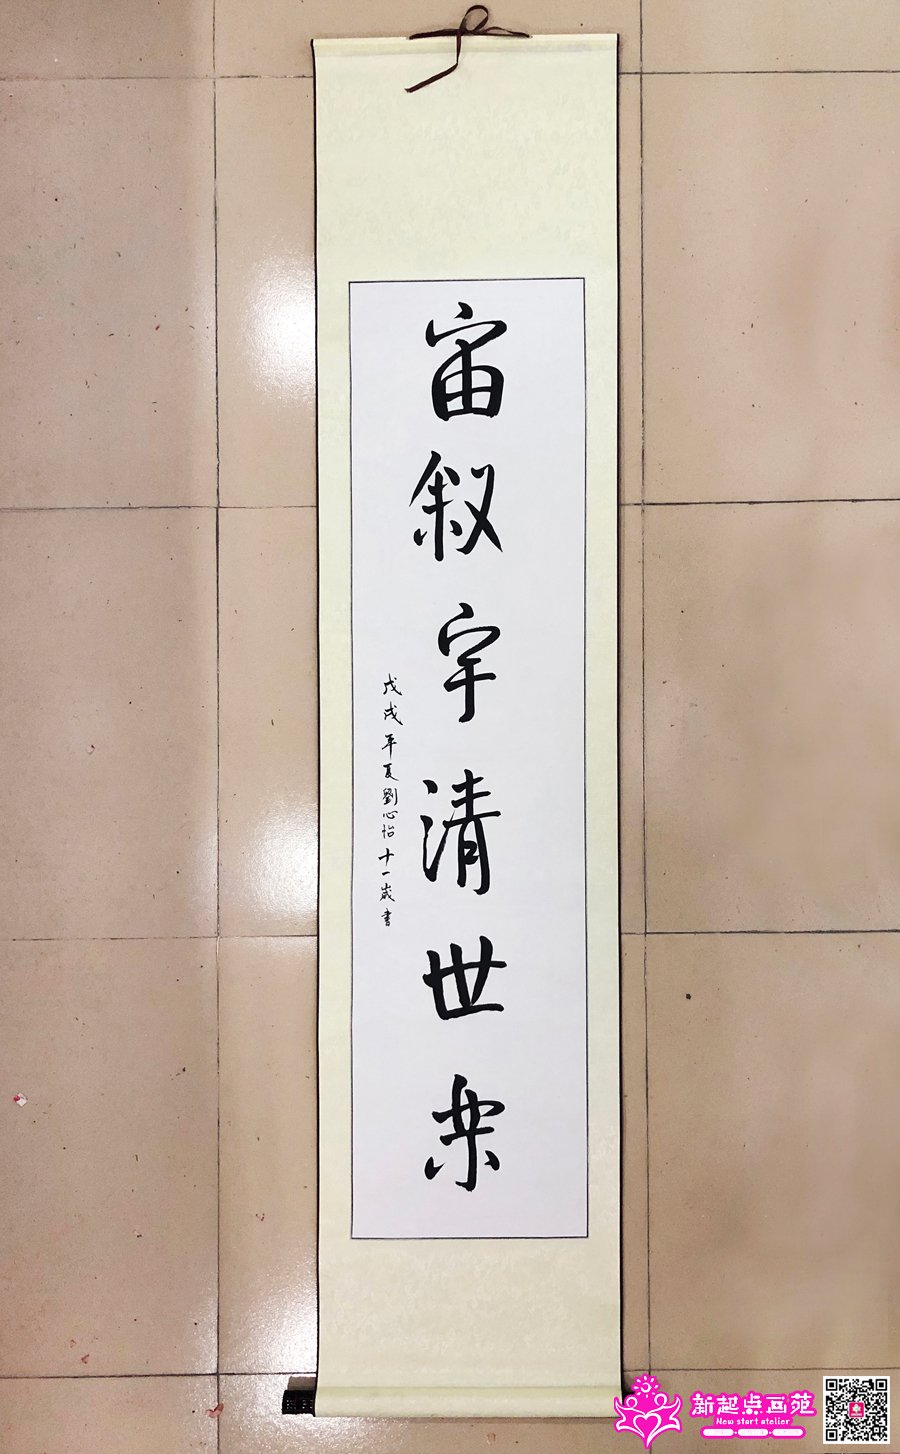 宙叙宇清世
戊戌年夏劉心怡十一歲書
新起点画苑
New start atelier